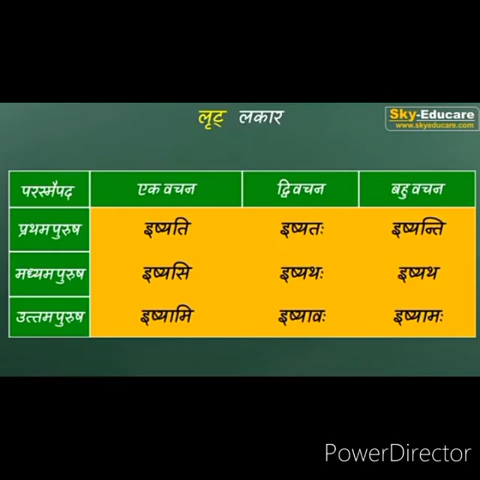 लृट् लकार
Sky-Educare
www.skyeducare.com
परस्मैपद एकवचन द्विवचन बहुवचन
प्रथमपुरुष इष्यति इष्यतः इष्यन्ति
मध्यमपुरुष इष्यसि इष्यथः इष्यथ
उत्तमपुरुष इष्यामि इष्यावः इष्यामः
PowerDirector